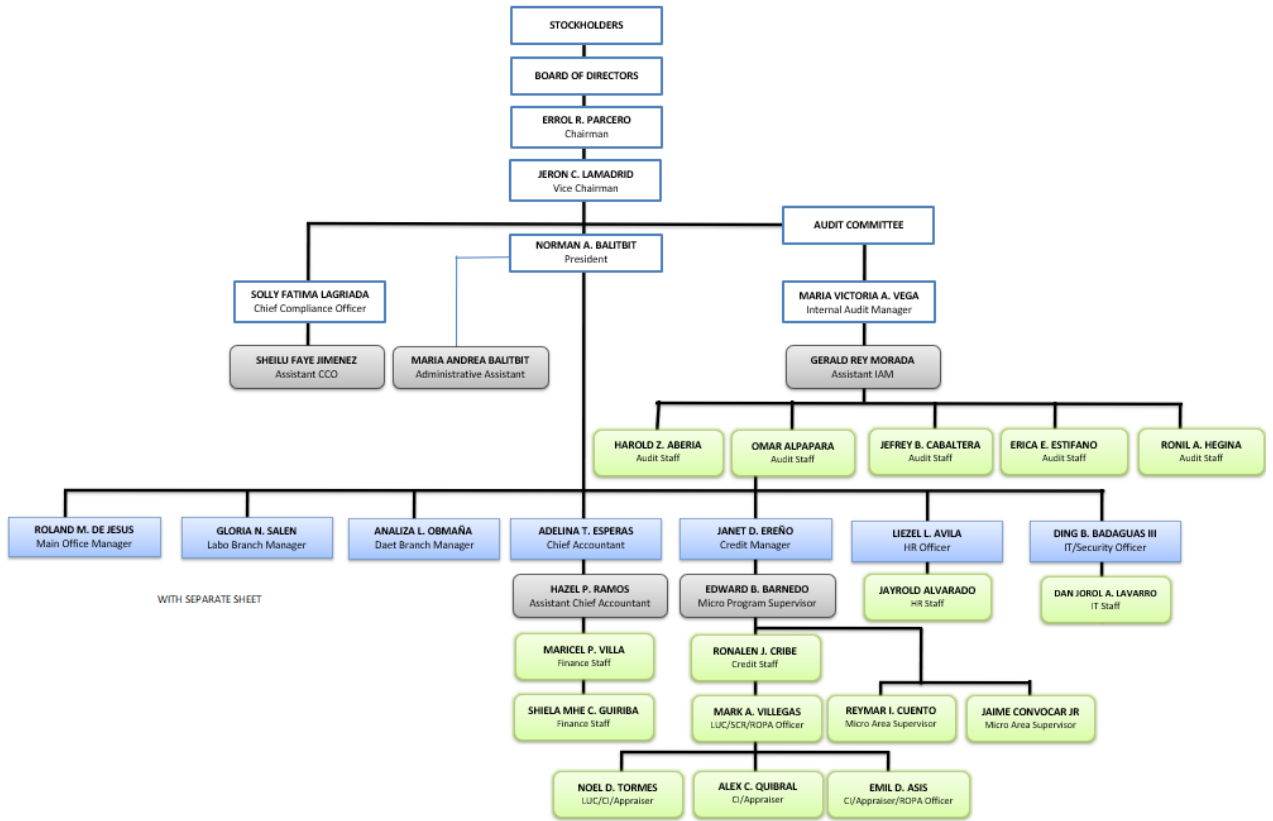 STOCKHOLDERS
BOARD OF DIRECTORS
ERROL R. PARCERO
Chairman
JERON C. LAMADRID
Vice Chairman
AUDIT COMMITTEE
NORMAN A. BALITBIT
President
SOLLY FATIMA LAGRIADA
Chief Compliance Officer
MARIA VICTORIA A. VEGA
Internal Audit Manager
SHEILU FAYE JIMENEZ
Assistant CCO
MARIA ANDREA BALITBIT
Administrative Assistant
GERALD REY MORADA
Assistant IAM
HAROLD Z. ABERIA
Audit Staff
OMAR ALPAPARA
Audit Staff
JEFREY B. CABALTERA
Audit Staff
ERICA E. ESTIFANO
Audit Staff
RONIL A. HEGINA
Audit Staff
ROLAND M. DE JESUS
Main Office Manager
GLORIA N. SALEN
Labo Branch Manager
ANALIZA L. OBMAÑA
Daet Branch Manager
ADELINA T. ESPERAS
Chief Accountant
JANET D. EREÑO
Credit Manager
LIEZEL L. AVILA
HR Officer
DING B. BADAGUAS III
IT/Security Officer
WITH SEPARATE SHEET
HAZEL P. RAMOS
Assistant Chief Accountant
EDWARD B. BARNEDO
Micro Program Supervisor
JAYROLD ALVARADO
HR Staff
DAN JOROL A. LAVARRO
IT Staff
MARICEL P. VILLA
Finance Staff
RONALEN J. CRIBE
Credit Staff
SHIELA MHE C. GUIRIBA
Finance Staff
MARK A. VILLEGAS
LUC/SCR/ROPA Officer
REYMAR I. CUENTO
Micro Area Supervisor
JAIME CONVOCAR JR
Micro Area Supervisor
NOEL D. TORMES
LUC/CI/Appraiser
ALEX C. QUIBRAL
CI/Appraiser
EMIL D. ASIS
CI/Appraiser/ROPA Officer